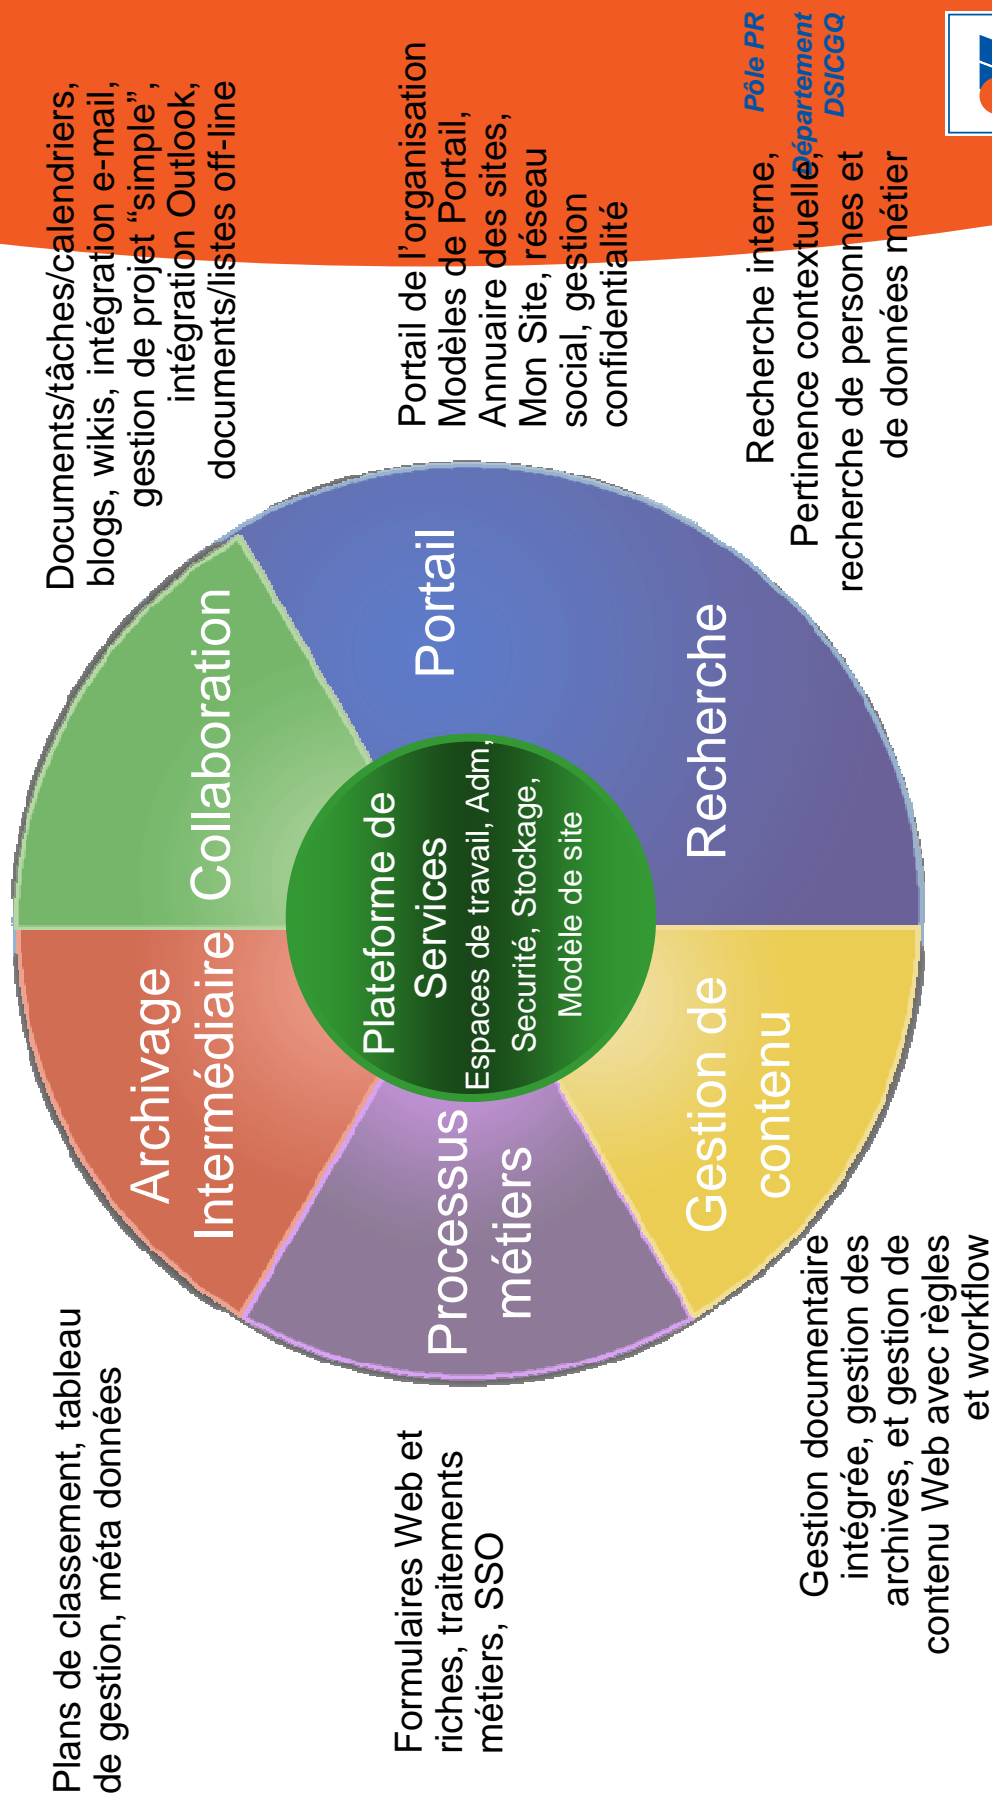 Plans de classement, tableau
de gestion, méta données
Documents/tâches/calendriers,
blogs, wikis, intégration e-mail,
gestion de projet “simple”,
intégration Outlook,
documents/listes off-line
Archivage
Intermédiaire
Collaboration
Formulaires Web et
riches, traitements
métiers, SSO
Processus
métiers
Plateforme de
Services
Espaces de travail, Adm,
Securité, Stockage,
Modèle de site
Portail
Portail de l’organisation
Modèles de Portail,
Annuaire des sites,
Mon Site, réseau
social, gestion
confidentialité
Gestion de
contenu
Recherche
Gestion documentaire
intégrée, gestion des
archives, et gestion de
contenu Web avec règles
et workflow
Recherche interne,
Pertinence contextuelle,
recherche de personnes et
de données métier
Pôle PR
Département
DSICGQ